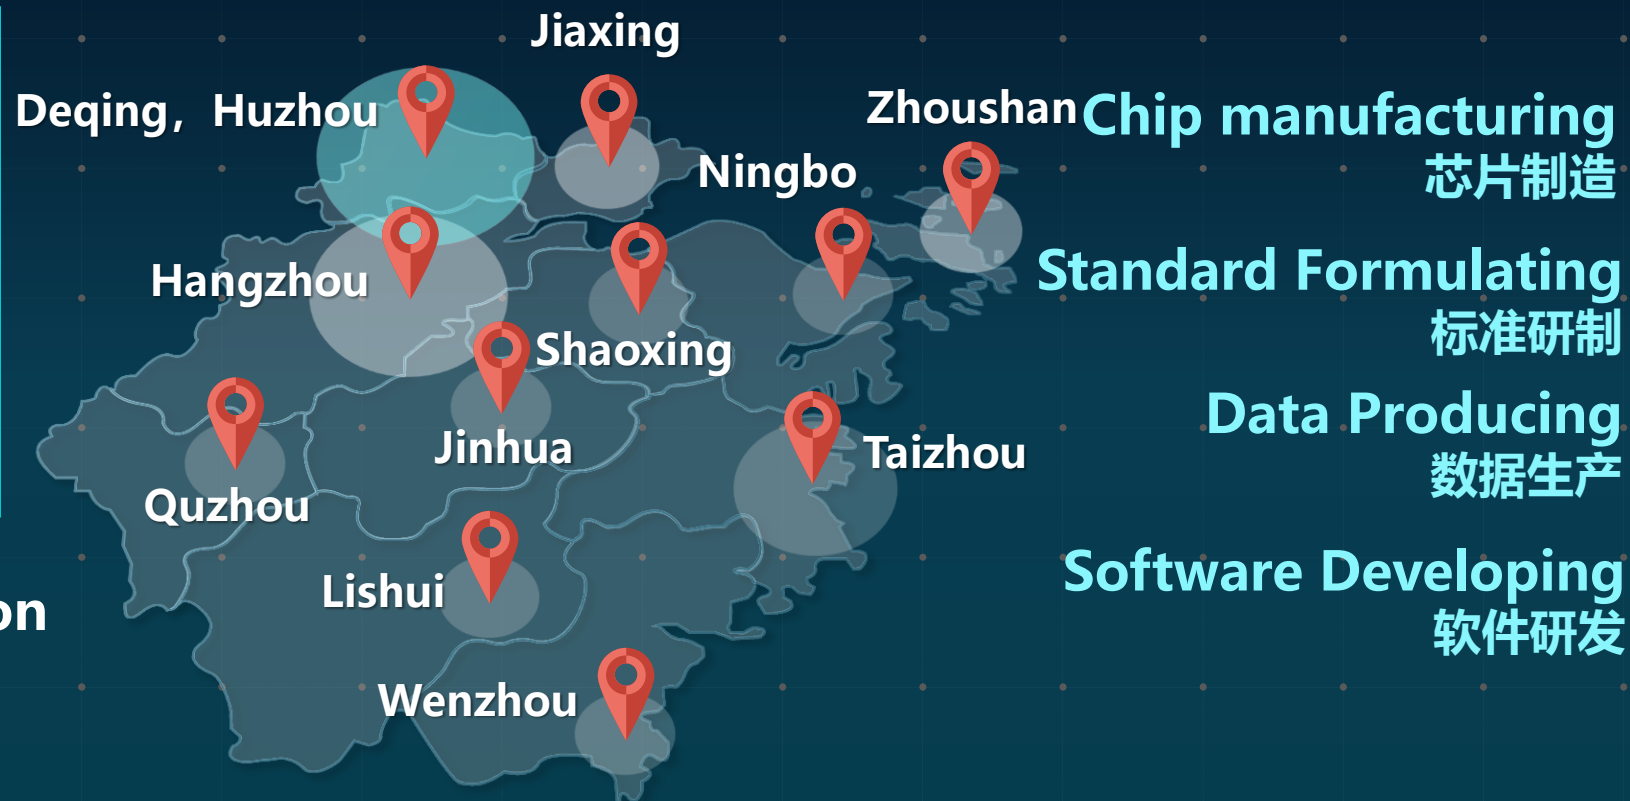 Jiaxing
Deqing，Huzhou
Zhoushan
Ningbo
Hangzhou
Shaoxing
Jinhua
Taizhou
Quzhou
Lishui
Wenzhou
on
Chip manufacturing
芯片制造
Standard Formulating
标准研制
Data Producing
数据生产
Software Developing
软件研发